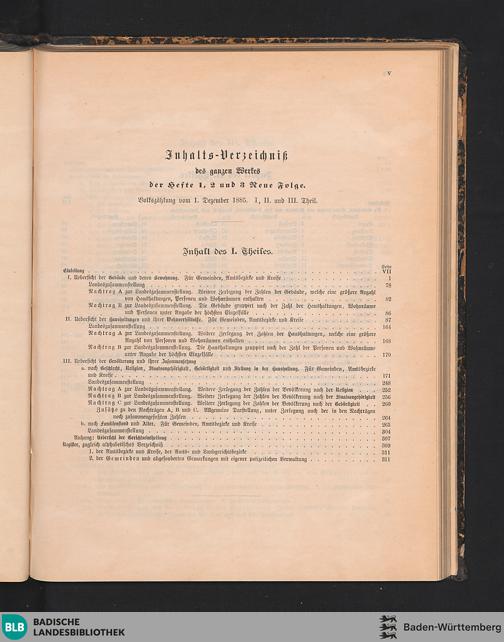 V
Inhalts-Verzeichniß
des ganzen Werkes
der Hefte 1, 2 und 3 Neue Folge.
Volkszählung vom 1. Dezember 1885. I., II. und III. Theil.
Inhalt des I. Theiles.
Seite
Einleitung VII
I. Uebersicht der Gebäude und deren Bewohnung. Für Gemeinden, Amtsbezirke und Kreise 1
Landeszusammenstellung 78
Nachtrag A zur Landeszusammenstellung. Weitere Zerlegung der Zahlen der Gebäude, welche eine größere Anzahl
von Haushaltungen, Personen und Wohnräumen enthalten 82
Nachtrag B zur Landeszusammenstellung. Die Gebäude gruppirt nach der Zahl der Haushaltungen, Wohnräume
und Personen unter Angabe der höchsten Einzelfälle 86
II. Uebersicht der Haushaltungen und ihrer Wohnverhältnisse. Für Gemeinden, Amtsbezirke und Kreise 87
Landeszusammenstellung 164
Nachtrag A zur Landeszusammenstellung. Weitere Zerlegung der Zahlen der Haushaltungen, welche eine größere
Anzahl von Personen und Wohnräumen enthalten 168
Nachtrag B zur Landeszusammenstellung. Die Haushaltungen gruppirt nach der Zahl der Personen und Wohnräume
unter Angabe der höchsten Einzelfälle 170
III. Uebersicht der Bevölkerung und ihrer Zusammensetzung
a. nach Geschlecht, Religion, Staatsangehörigkeit, Gebürtigkeit und Stellung in der Haushaltung. Für Gemeinden, Amtsbezirke
und Kreise 171
Landeszusammenstellung 248
Nachtrag A zur Landeszusammenstellung. Weitere Zerlegung der Zahlen der Bevölkerung nach der Religion 252
Nachtrag B zur Landeszusammenstellung. Weitere Zerlegung der Zahlen der Bevölkerung nach der Staatsangehörigkeit 256
Nachtrag C zur Landeszusammenstellung. Weitere Zerlegung der Zahlen der Bevölkerung nach der Gebürtigkeit 260
Zusätze zu den Nachträgen A, B und C. Allgemeine Darstellung, unter Zerlegung auch der in den Nachträgen
noch zusammengefassten Zahlen 264
b. nach Familienstand und Alter. Für Gemeinden, Amtsbezirke und Kreise 265
Landeszusammenstellung 304
Anhang: Uebersicht der Gerichtseintheilung 307
Register, zugleich alphabetisches Verzeichniß 309
1. der Amtsbezirke und Kreise, der Amts- und Landgerichtsbezirke 311
2. der Gemeinden und abgesonderten Gemarkungen mit eigener polizeilichen Verwaltung 311
BLB BADISCHE
LANDESBIBLIOTHEK
Baden-Württemberg